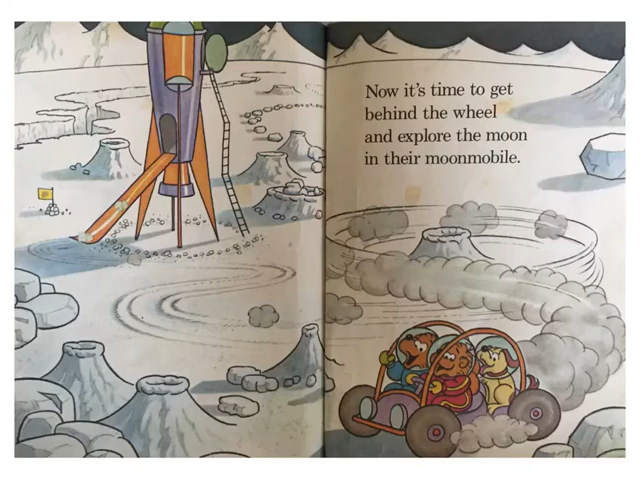 Now it's time to get
behind the wheel
and explore the moon
in their moonmobile.